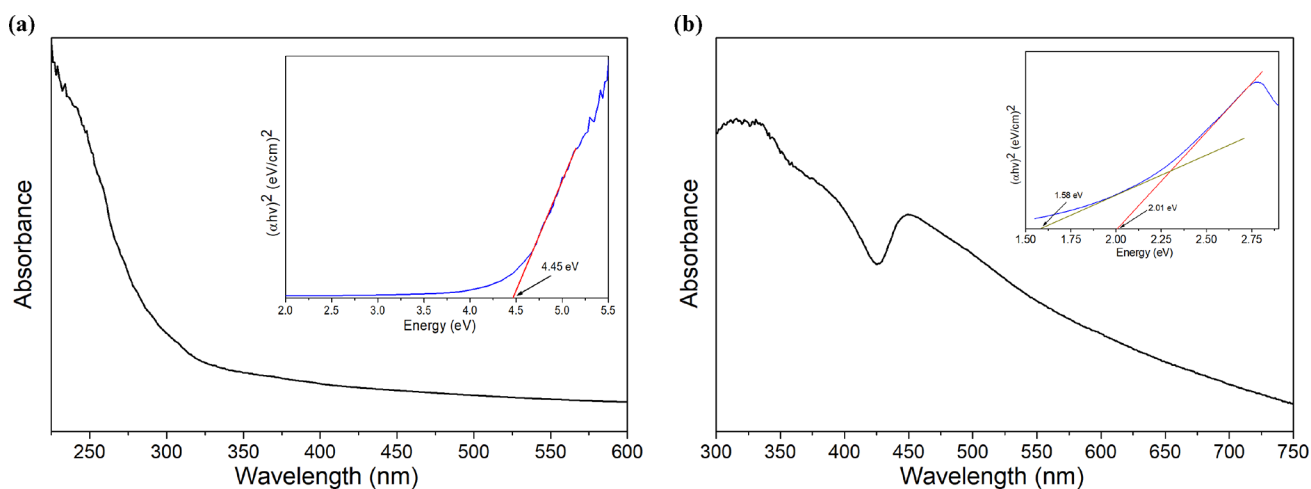 (a)
Absorbance
(αhν)² (eV/cm)²
4.45 eV
2.0 2.5 3.0 3.5 4.0 4.5 5.0 5.5
Energy (eV)
250 300 350 400 450 500 550 600
Wavelength (nm)
(b)
Absorbance
(αhν)² (eV/cm)²
1.58 eV
2.01 eV
1.50 1.75 2.00 2.25 2.50 2.75
Energy (eV)
300 350 400 450 500 550 600 650 700 750
Wavelength (nm)